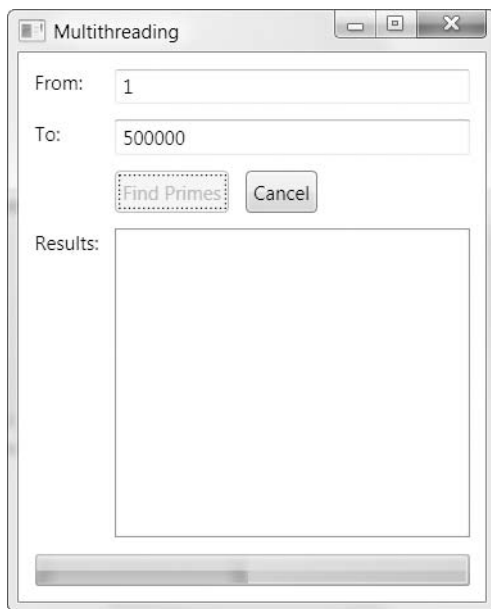 Multithreading
From:
1
To:
500000
Find Primes
Cancel
Results: